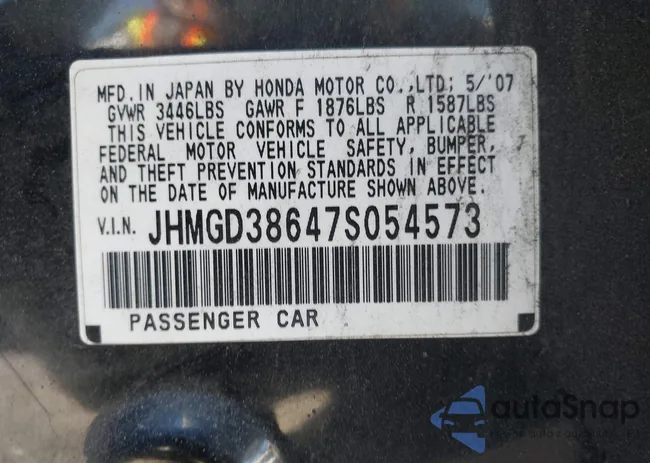 MFD. IN JAPAN BY HONDA MOTOR CO.,LTD; 5/'07
GVWR 3446LBS GAWR F 1876LBS R 1587LBS
THIS VEHICLE CONFORMS TO ALL APPLICABLE
FEDERAL MOTOR VEHICLE SAFETY, BUMPER,
AND THEFT PREVENTION STANDARDS IN EFFECT
ON THE DATE OF MANUFACTURE SHOWN ABOVE.
V.I.N. JHMGD38647S054573
PASSENGER CAR
autoSnap